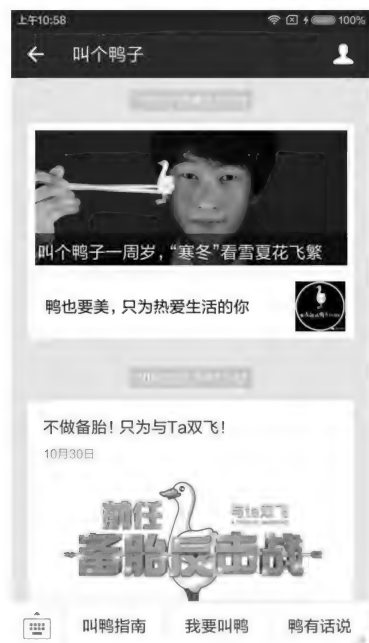 上午10:58
100%
叫个鸭子
叫个鸭子一周岁，“寒冬”看雪夏花飞繁
鸭也要美，只为热爱生活的你
不做备胎！只为与Ta双飞！
10月30日
前任
与ta双飞
备胎反击战
叫鸭指南
我要叫鸭
鸭有话说